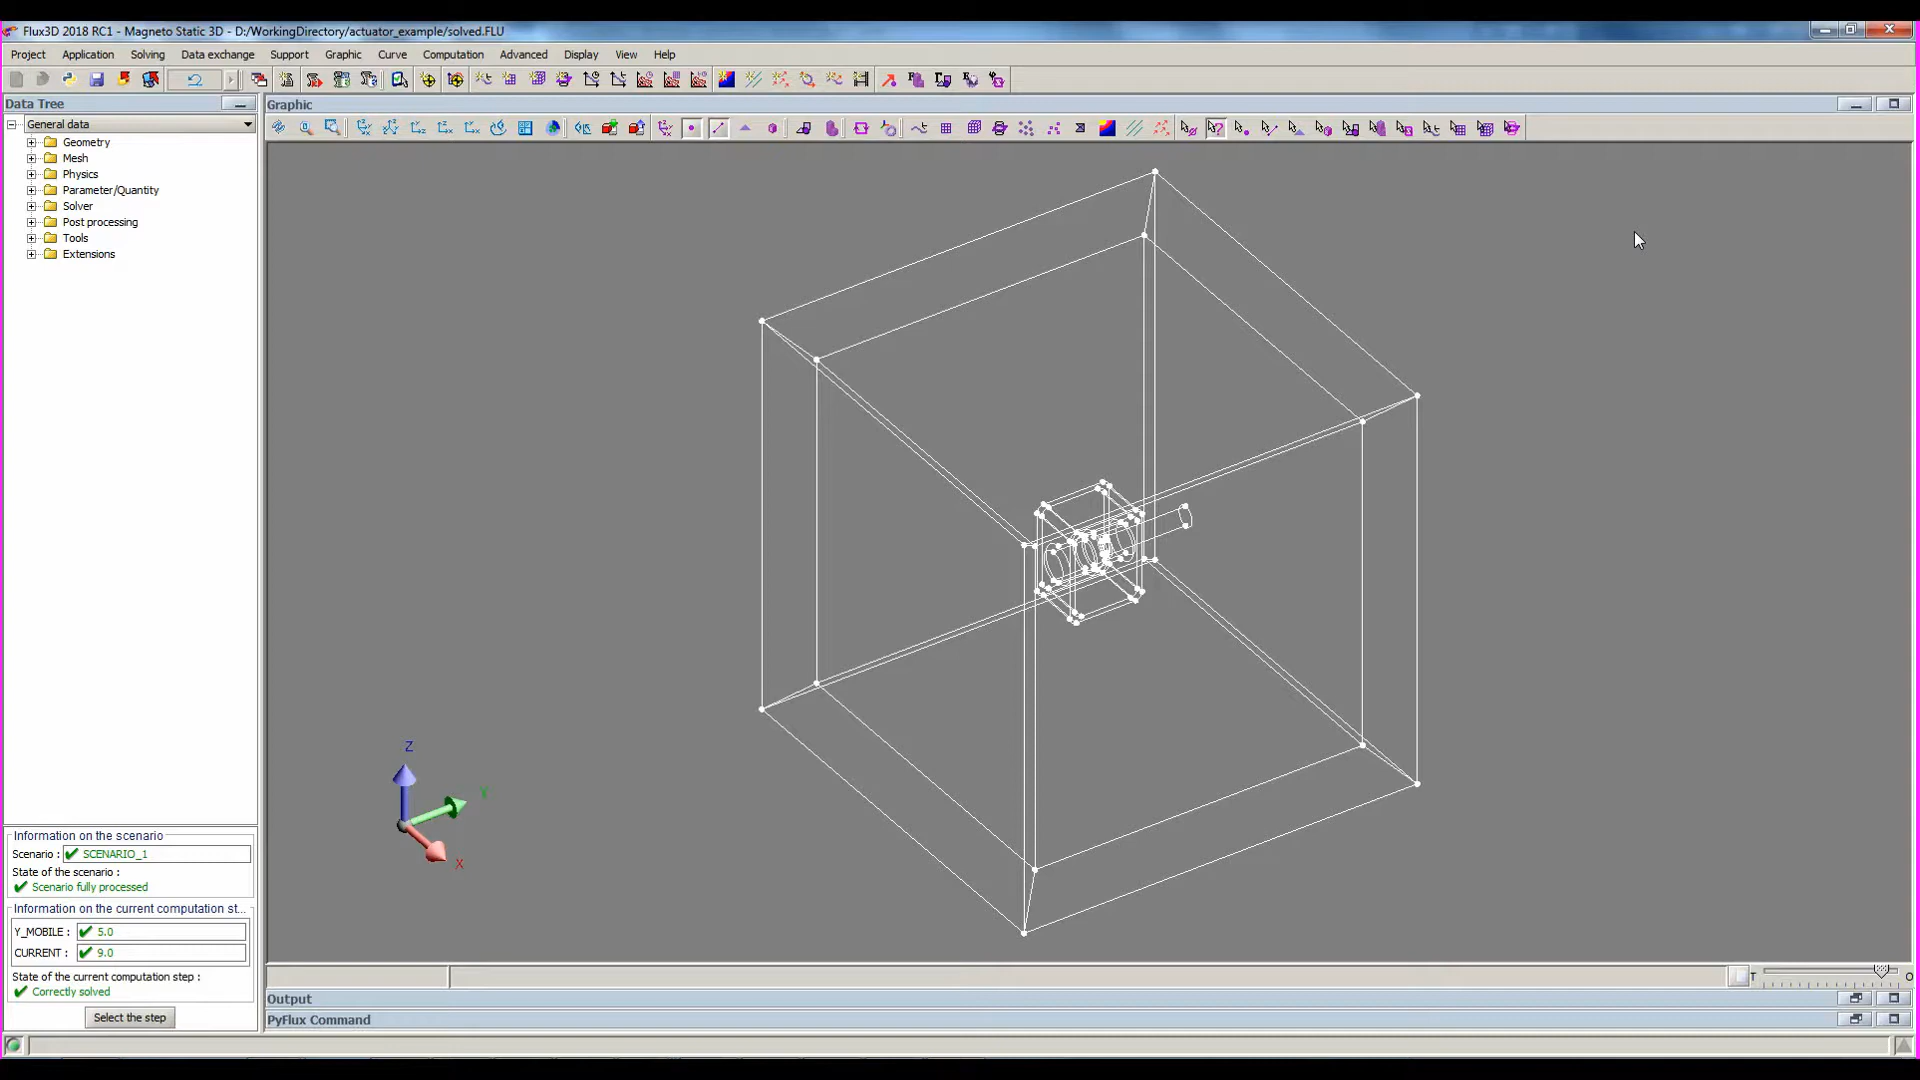 Flux3D 2018 RC1 - Magneto Static 3D - D:/WorkingDirectory/actuator_example/solved.FLU
Project Application Solving Data exchange Support Graphic Curve Computation Advanced Display View Help
Data Tree
Graphic
General data
Geometry
Mesh
Physics
Parameter/Quantity
Solver
Post processing
Tools
Extensions
Z
Y
X
Information on the scenario
Scenario : SCENARIO_1
State of the scenario :
Scenario fully processed
Information on the current computation st...
Y_MOBILE : 5.0
CURRENT : 9.0
State of the current computation step :
Correctly solved
Select the step
T O
Output
PyFlux Command